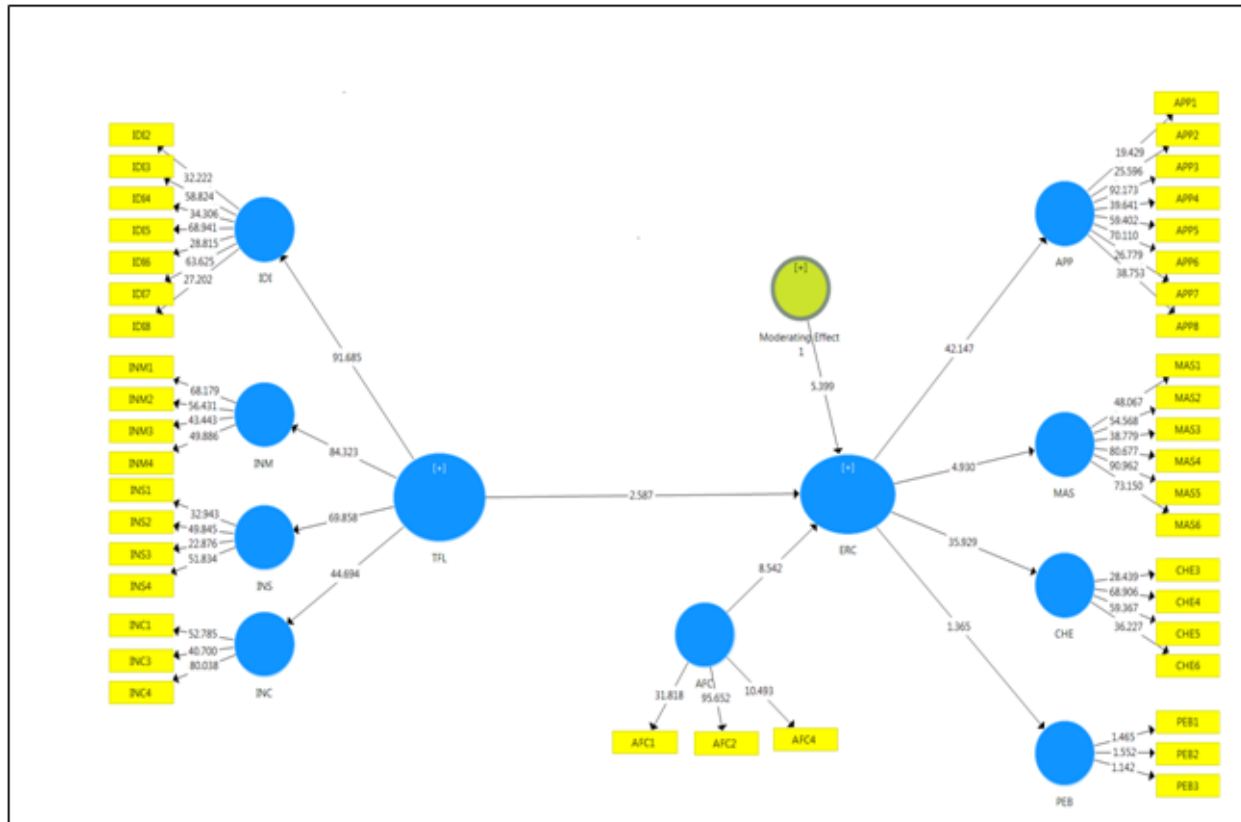 IDI2
IDI3
IDI4
IDI5
IDI6
IDI7
IDI8
32.222
58.824
34.306
68.941
28.815
63.625
27.202
IDI
INM1
INM2
INM3
INM4
68.179
56.431
43.443
49.886
INM
INS1
INS2
INS3
INS4
32.943
49.845
22.876
51.834
INS
INC1
INC3
INC4
52.785
40.700
80.038
INC
91.685
84.323
69.858
44.694
[+]
TFL
2.587
[+]
Moderating Effect
1
5.399
[+]
ERC
8.542
AFC
31.818
95.652
10.493
AFC1
AFC2
AFC4
42.147
4.930
35.929
1.365
APP
19.429
25.596
92.173
39.641
59.402
70.110
26.779
38.753
APP1
APP2
APP3
APP4
APP5
APP6
APP7
APP8
MAS
48.067
54.568
38.779
80.677
90.962
73.150
MAS1
MAS2
MAS3
MAS4
MAS5
MAS6
CHE
28.439
68.906
59.367
36.227
CHE3
CHE4
CHE5
CHE6
PEB
1.465
1.552
1.142
PEB1
PEB2
PEB3